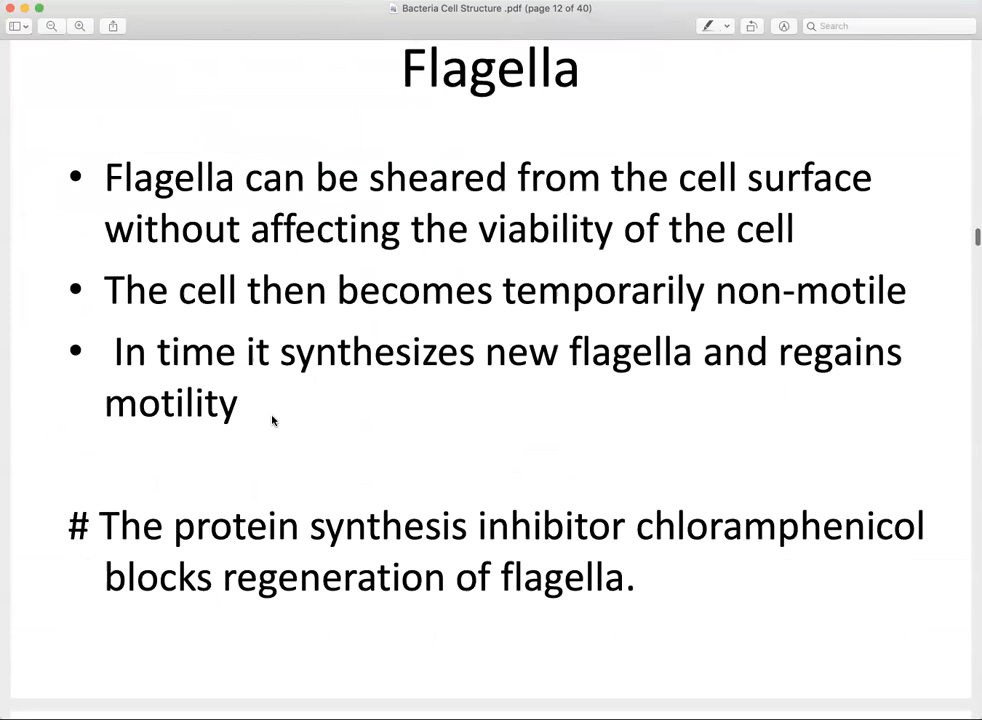 Bacteria Cell Structure .pdf (page 12 of 40)
Search
Flagella
• Flagella can be sheared from the cell surface
without affecting the viability of the cell
• The cell then becomes temporarily non-motile
• In time it synthesizes new flagella and regains
motility
# The protein synthesis inhibitor chloramphenicol
blocks regeneration of flagella.